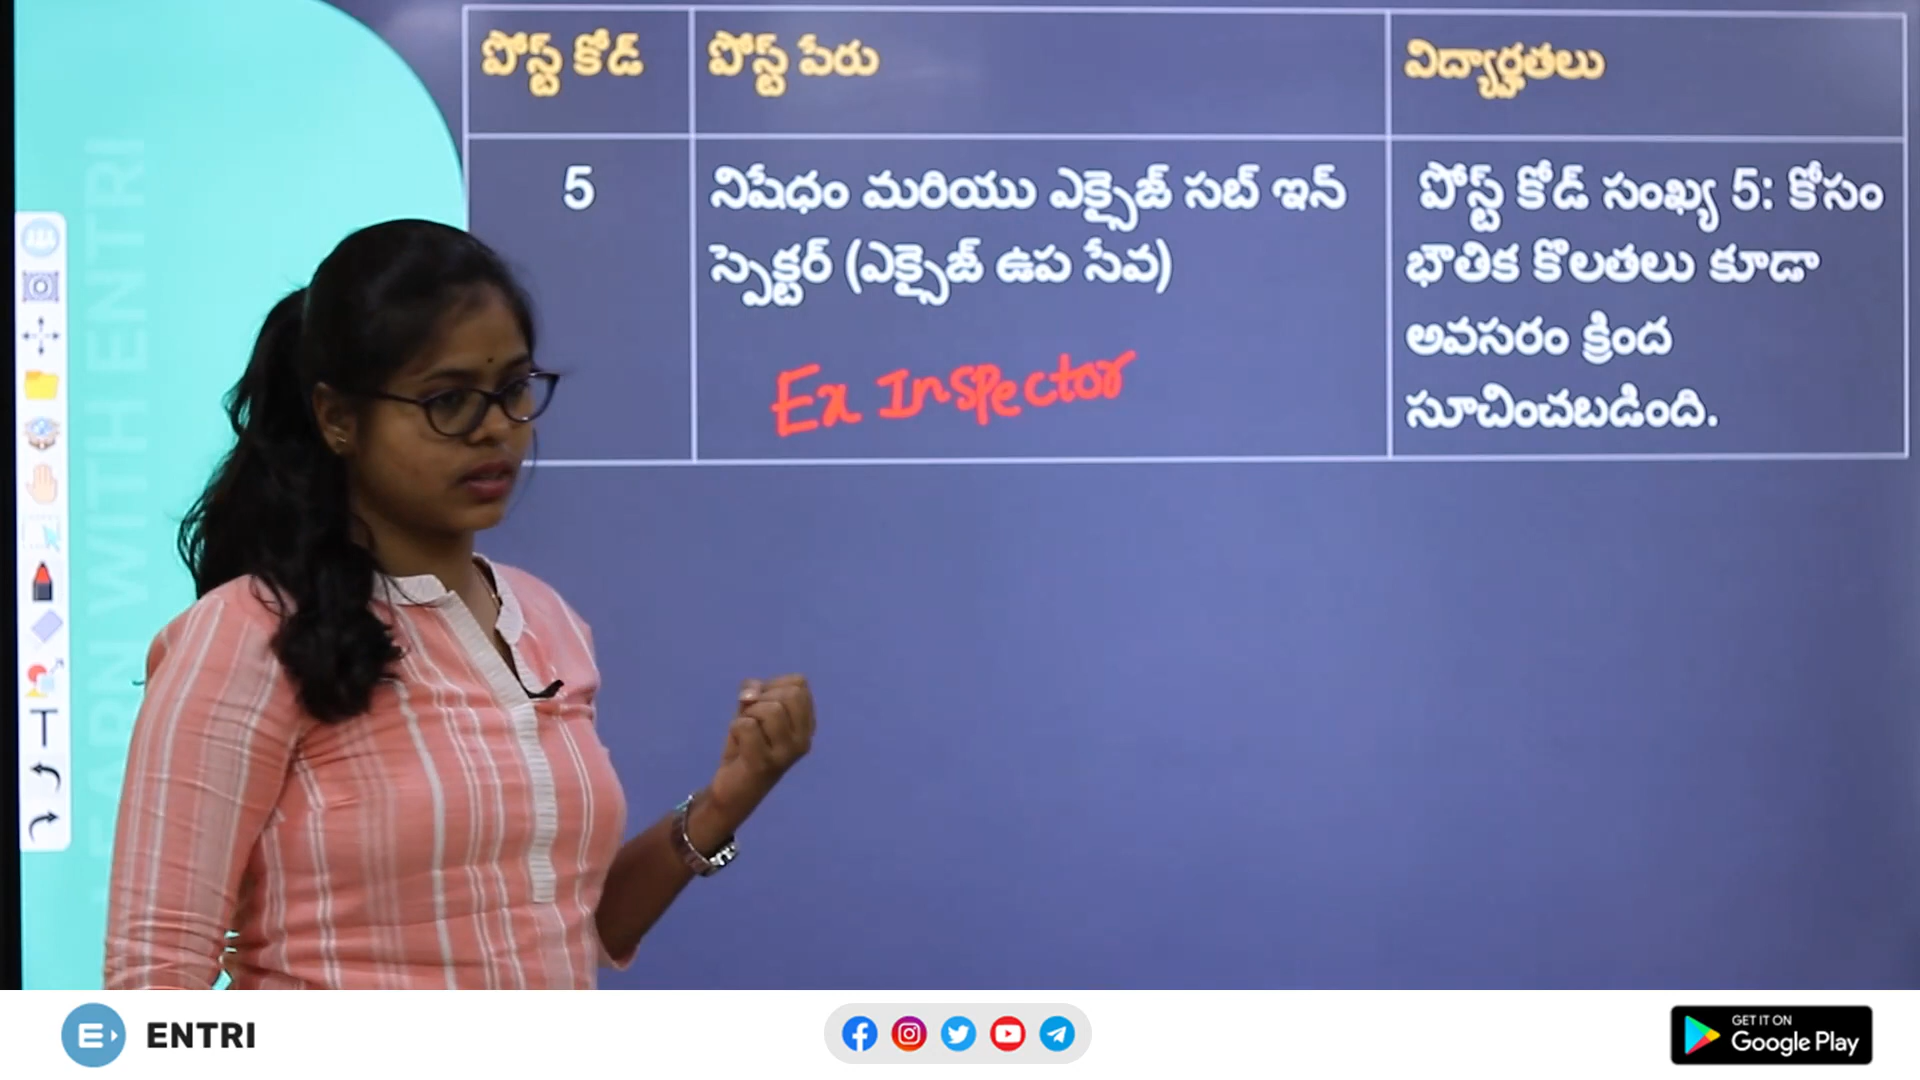 పోస్ట్ కోడ్
పోస్ట్ పేరు
విద్యార్హతలు
5
నిషేధం మరియు ఎక్సైజ్ సబ్ ఇన్
స్పెక్టర్ (ఎక్సైజ్ ఉప సేవ)
Ex Inspector
పోస్ట్ కోడ్ సంఖ్య 5: కోసం
భౌతిక కొలతలు కూడా
అవసరం క్రింద
సూచించబడింది.
LEARN WITH ENTRI
T
E
ENTRI
GET IT ON
Google Play